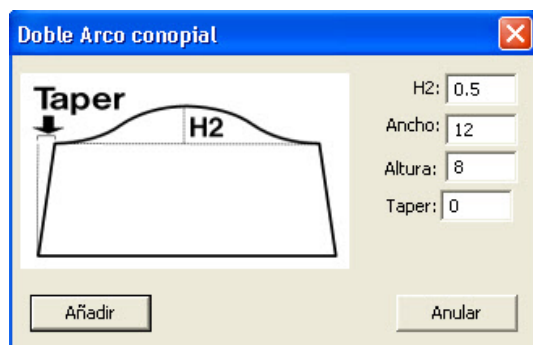 Doble Arco conopial
Taper
H2
H2: 0.5
Ancho: 12
Altura: 8
Taper: 0
Añadir
Anular